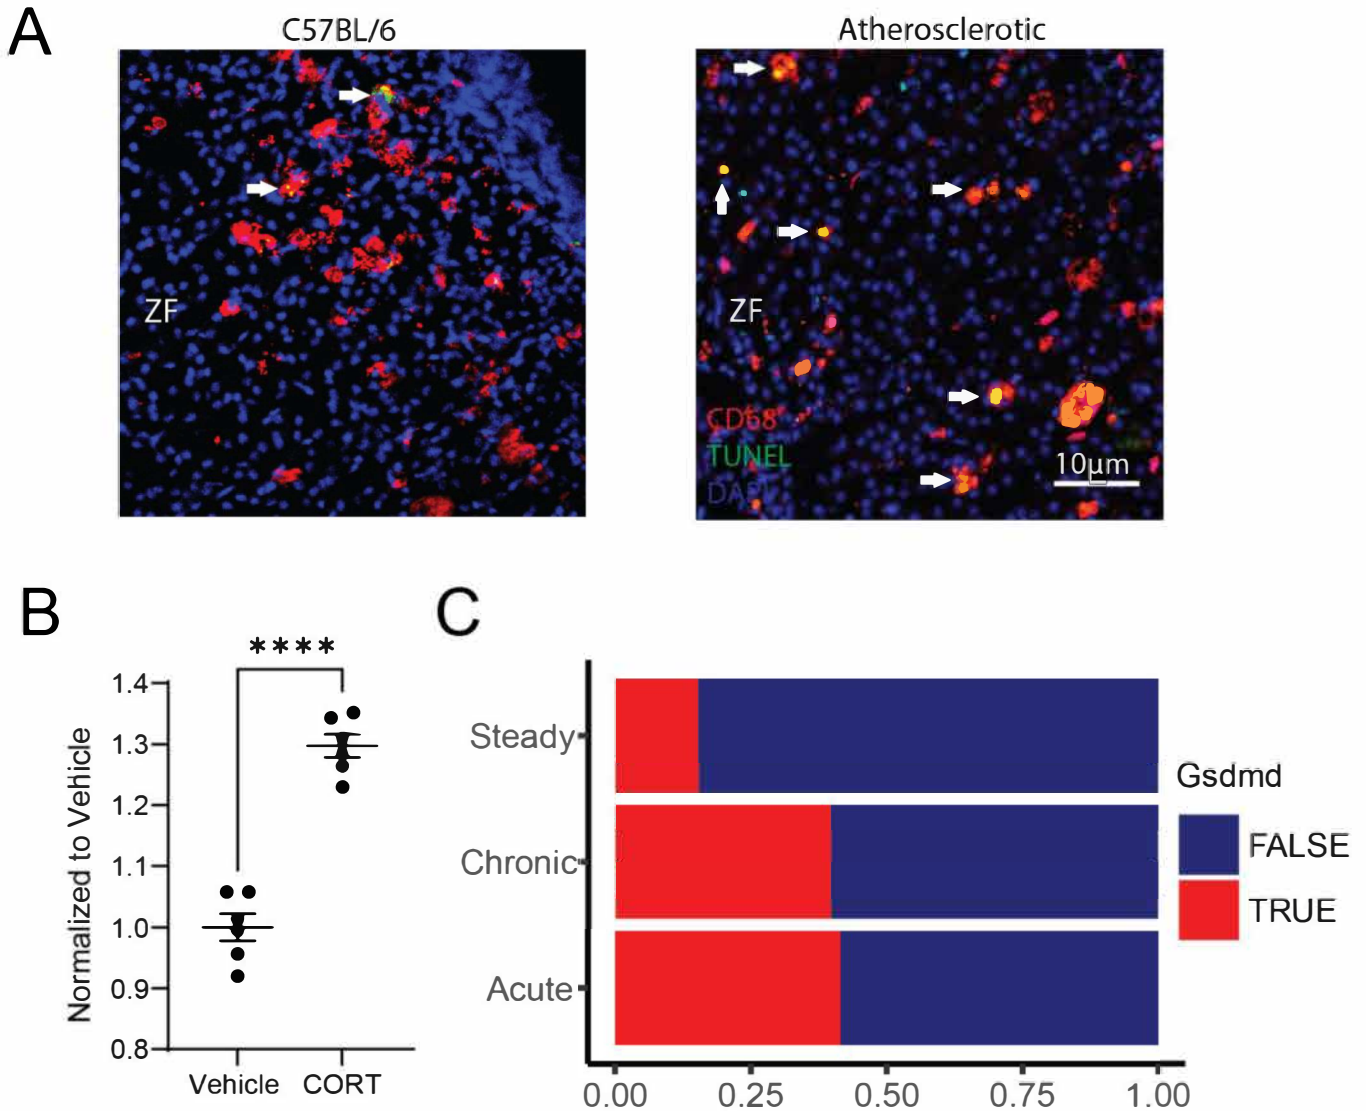 A
C57BL/6
Atherosclerotic
ZF
ZF
CD68
TUNEL
DAPI
10µm
B
****
Normalized to Vehicle
1.4
1.3
1.2
1.1
1.0
0.9
0.8
Vehicle CORT
C
Steady
Chronic
Acute
0.00 0.25 0.50 0.75 1.00
Gsdmd
FALSE
TRUE